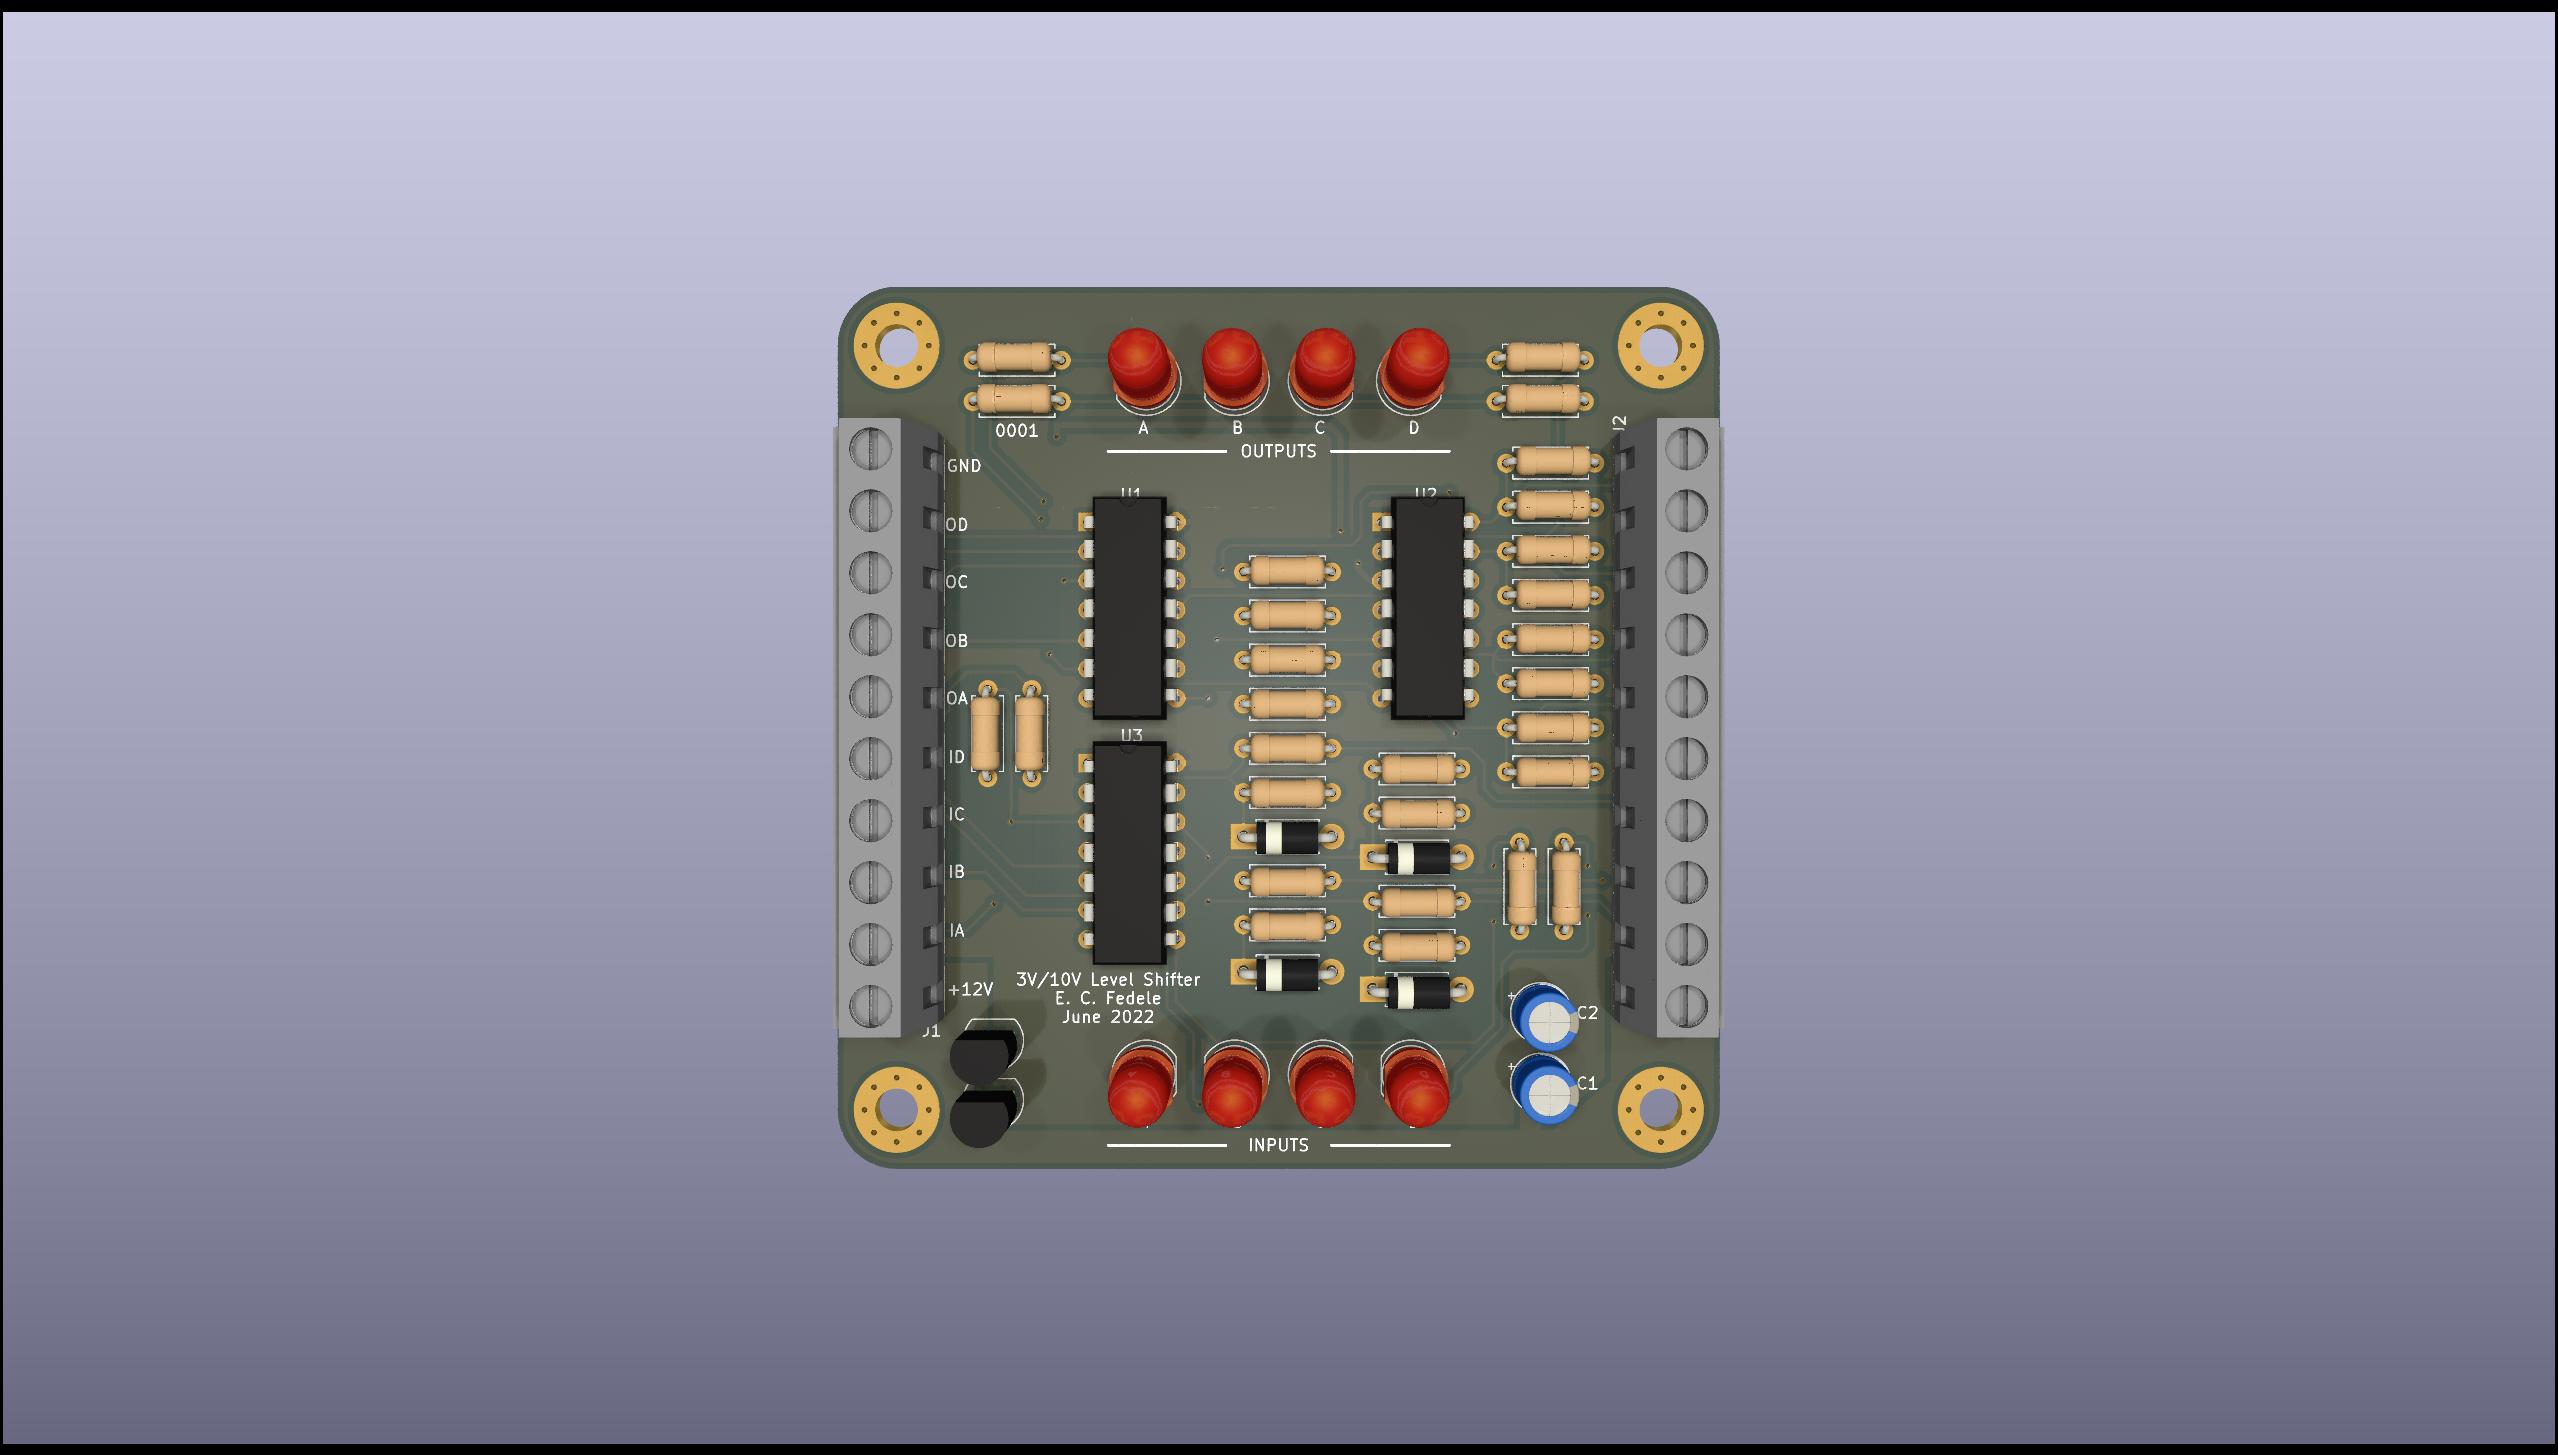 0001
A B C D
OUTPUTS
J2
GND
OD
OC
OB
OA
ID
IC
IB
IA
+12V
J1
U1
U2
U3
3V/10V Level Shifter
E. C. Fedele
June 2022
+
C2
+
C1
INPUTS